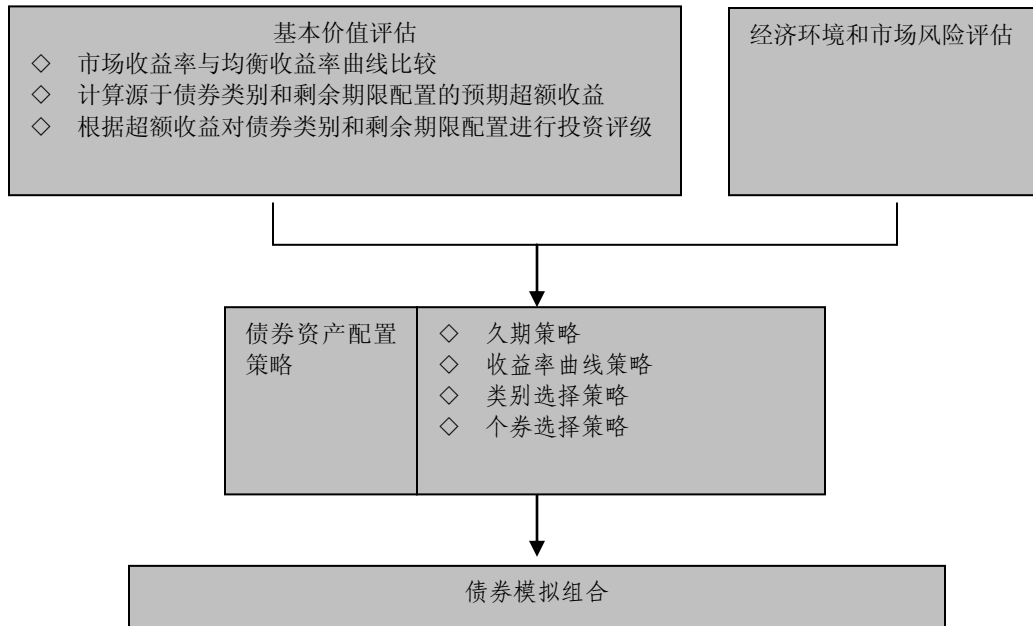 基本价值评估
◇ 市场收益率与均衡收益率曲线比较
◇ 计算源于债券类别和剩余期限配置的预期超额收益
◇ 根据超额收益对债券类别和剩余期限配置进行投资评级
经济环境和市场风险评估
债券资产配置
策略
◇ 久期策略
◇ 收益率曲线策略
◇ 类别选择策略
◇ 个券选择策略
债券模拟组合